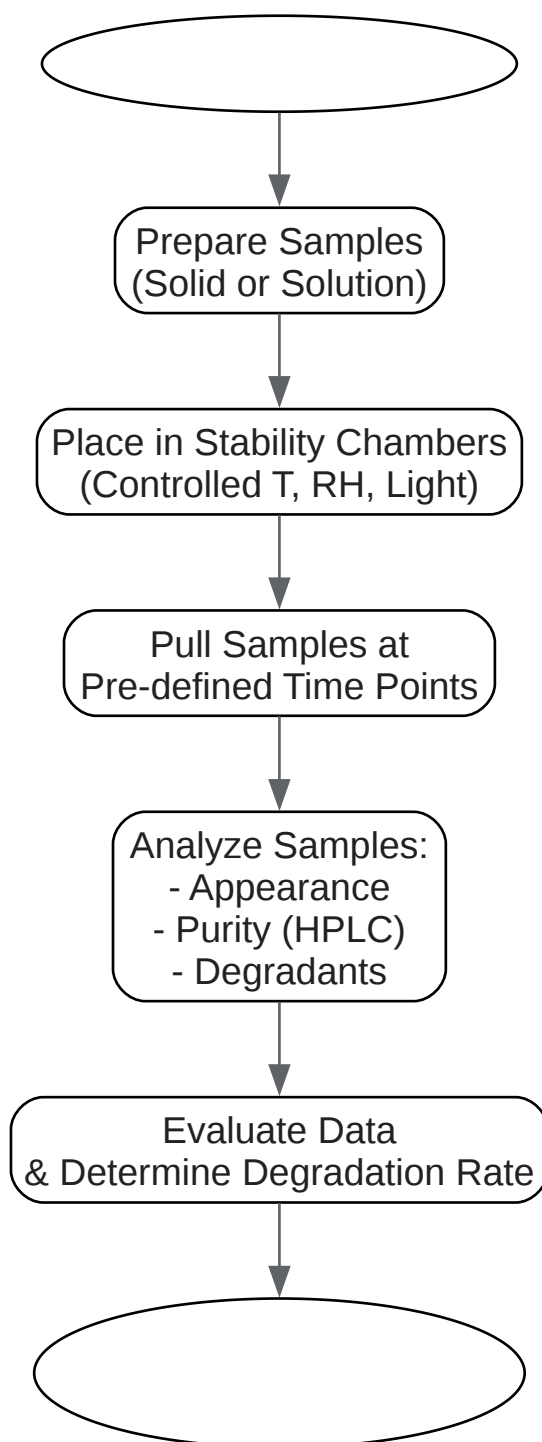 Prepare Samples
(Solid or Solution)
Place in Stability Chambers
(Controlled T, RH, Light)
Pull Samples at
Pre-defined Time Points
Analyze Samples:
- Appearance
- Purity (HPLC)
- Degradants
Evaluate Data
& Determine Degradation Rate